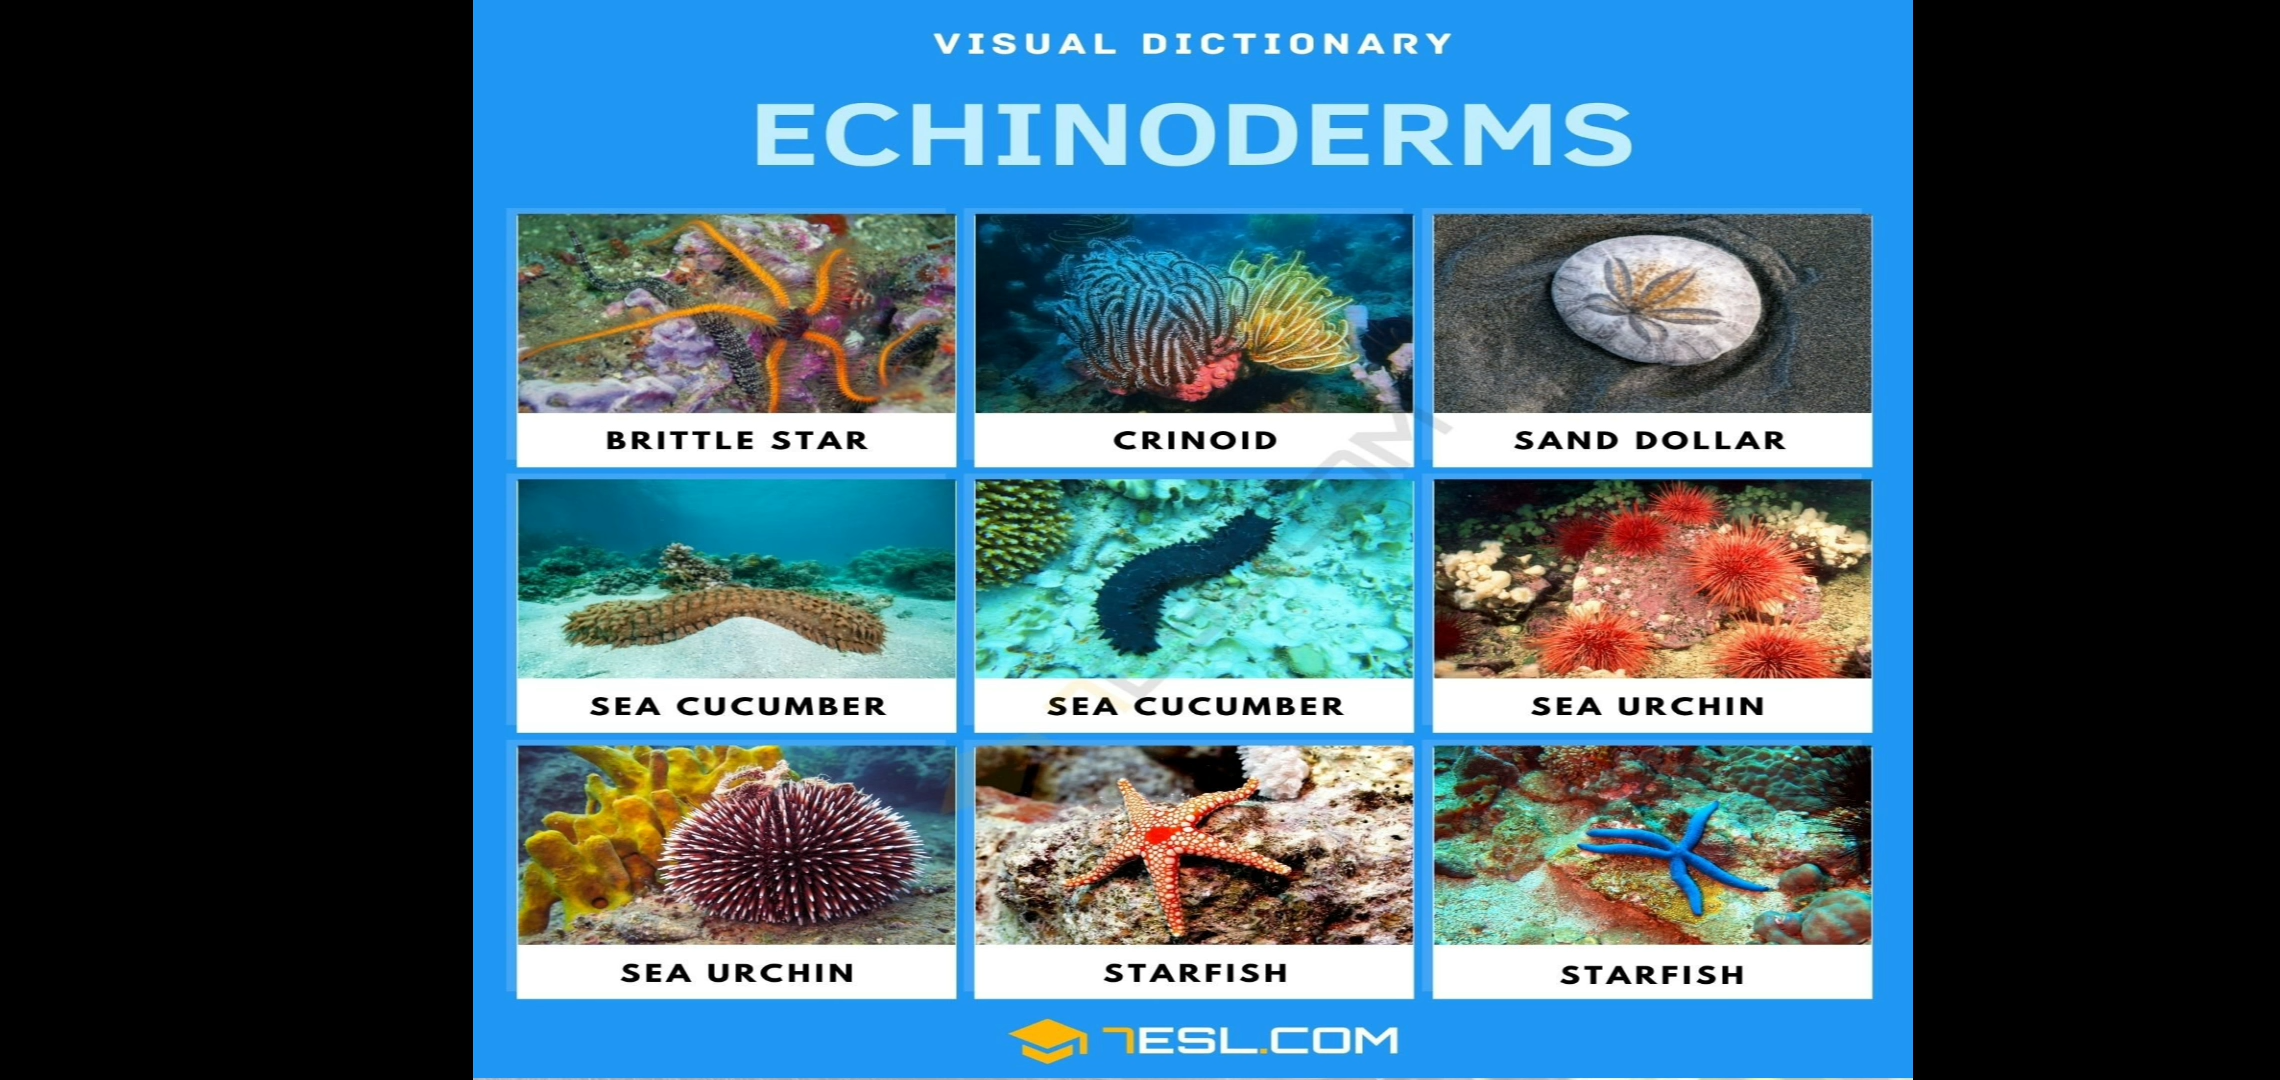 VISUAL DICTIONARY
ECHINODERMS
BRITTLE STAR
CRINOID
SAND DOLLAR
SEA CUCUMBER
SEA CUCUMBER
SEA URCHIN
SEA URCHIN
STARFISH
STARFISH
7ESL.COM